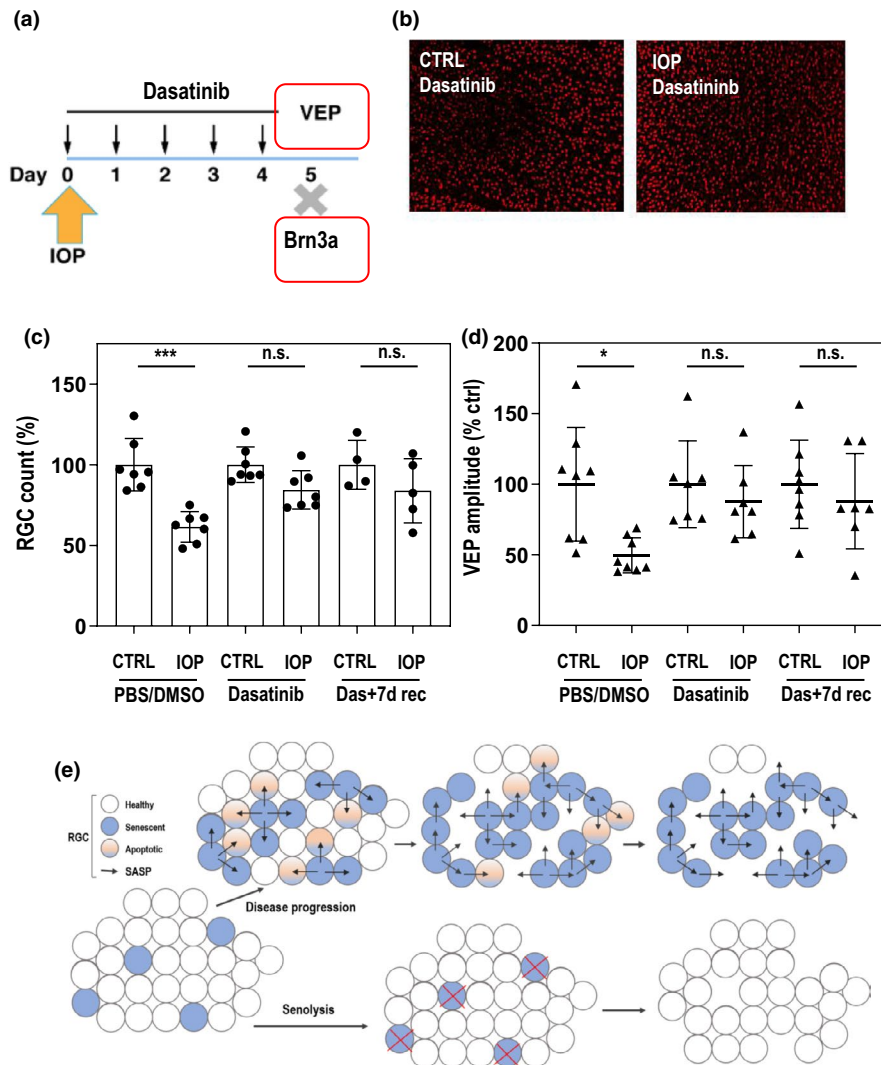 (a)
Dasatinib
VEP
Day 0 1 2 3 4 5
IOP
Brn3a
(b)
CTRL
Dasatinib
IOP
Dasatininb
(c)
*** n.s. n.s.
RGC count (%)
150
100
50
0
CTRL IOP CTRL IOP CTRL IOP
PBS/DMSO Dasatinib Das+7d rec
(d)
* n.s. n.s.
VEP amplitude (% ctrl)
200
150
100
50
0
CTRL IOP CTRL IOP CTRL IOP
PBS/DMSO Dasatinib Das+7d rec
(e)
RGC
Healthy
Senescent
Apoptotic
SASP
Disease progression
Senolysis